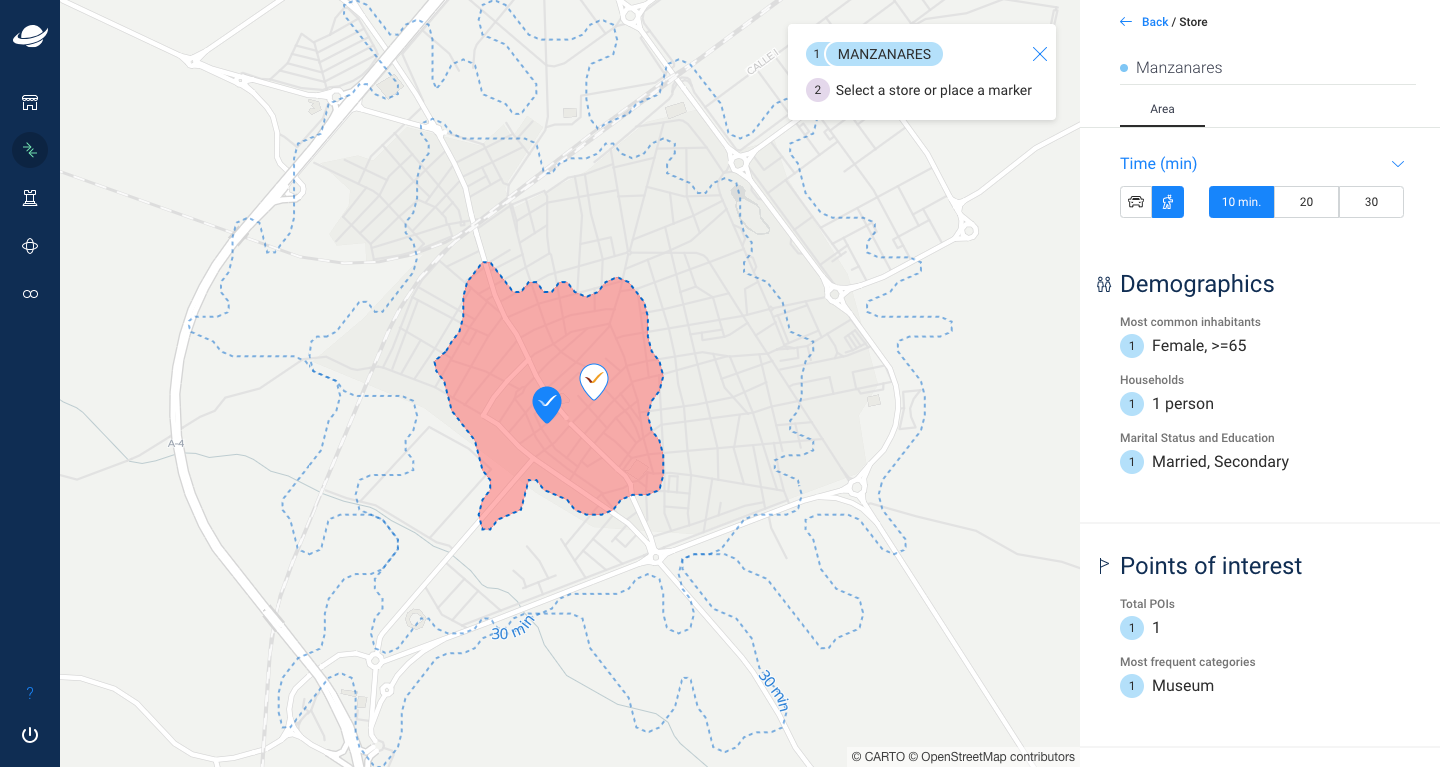 ← Back / Store
Manzanares
Area
Time (min)
10 min.
20
30
Demographics
Most common inhabitants
1 Female, >=65
Households
1 1 person
Marital Status and Education
1 Married, Secondary
Points of interest
Total POIs
1 1
Most frequent categories
1 Museum
1 MANZANARES
2 Select a store or place a marker
CALLE I
A-4
30 min
30 min
?
© CARTO © OpenStreetMap contributors